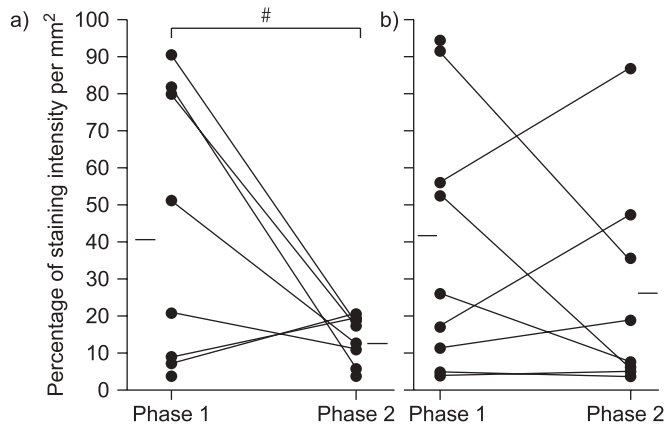 a)
#
b)
Percentage of staining intensity per mm2
100
90
80
70
60
50
40
30
20
10
0
Phase 1
Phase 2
Phase 1
Phase 2